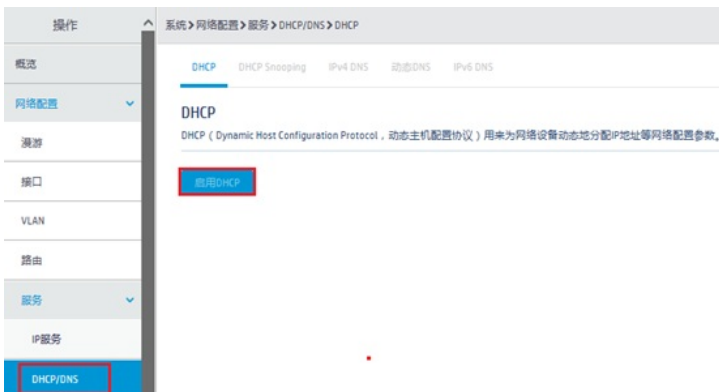 操作
系统>网络配置>服务>DHCP/DNS>DHCP
概览
DHCP DHCP Snooping IPv4 DNS 动态DNS IPv6 DNS
网络配置
DHCP
DHCP（Dynamic Host Configuration Protocol，动态主机配置协议）用来为网络设备动态地分配IP地址等网络配置参数。
漫游
启用DHCP
接口
VLAN
路由
服务
IP服务
DHCP/DNS